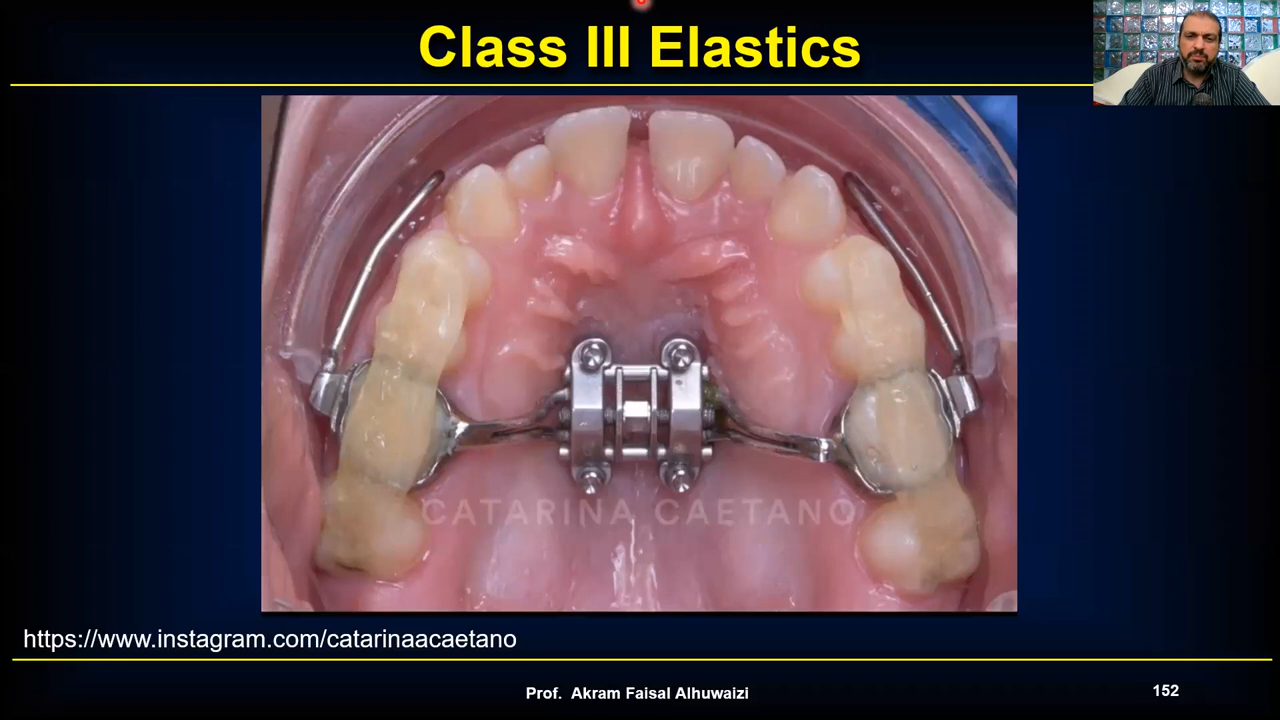 Class III Elastics
CATARINA CAETANO
https://www.instagram.com/catarinaacaetano
Prof. Akram Faisal Alhuwaizi
152